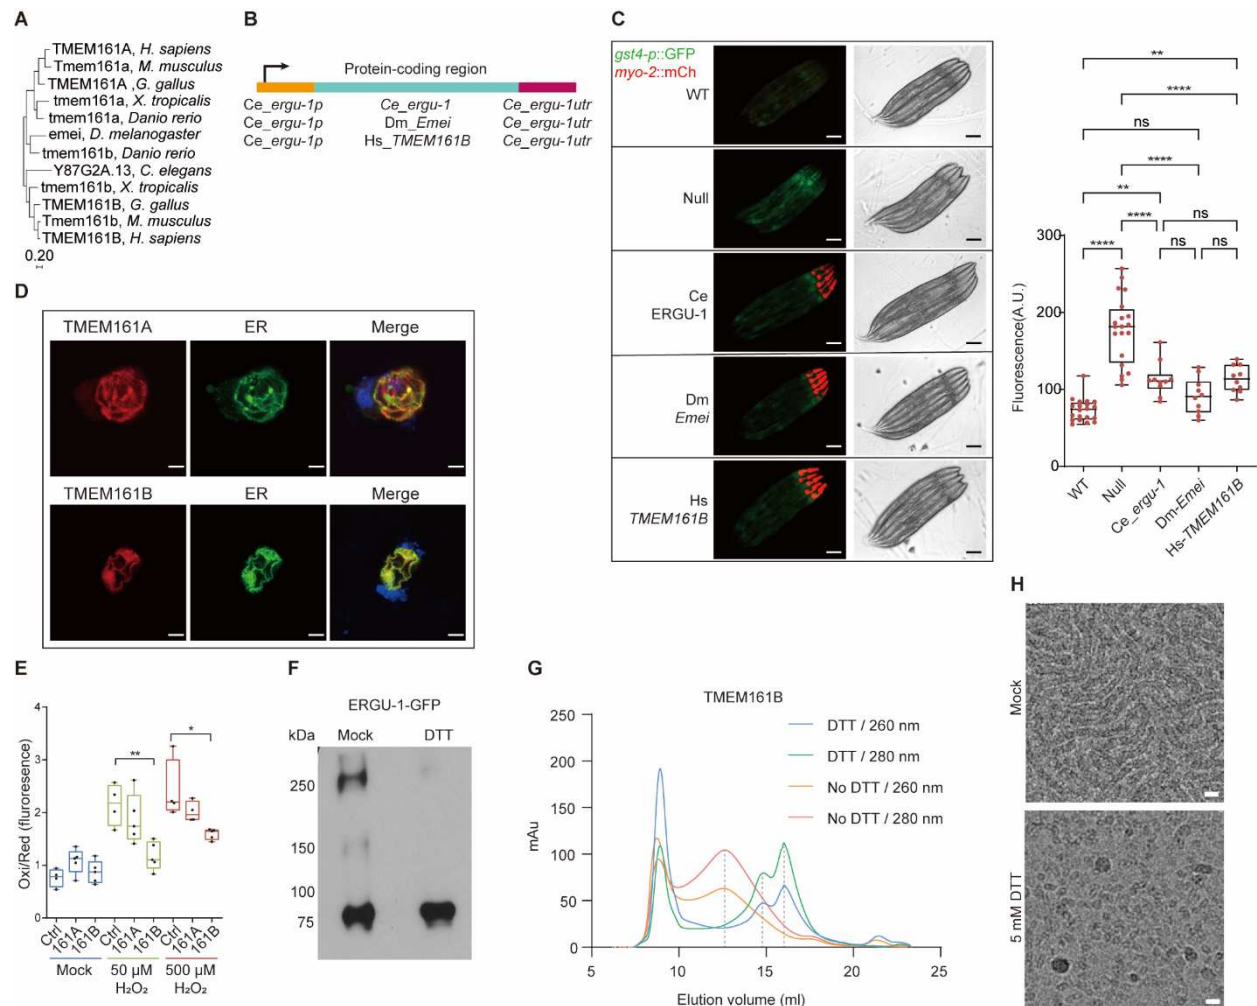 A
TMEM161A, H. sapiens
Tmem161a, M. musculus
TMEM161A ,G. gallus
tmem161a, X. tropicalis
tmem161a, Danio rerio
emei, D. melanogaster
tmem161b, Danio rerio
Y87G2A.13, C. elegans
tmem161b, X. tropicalis
TMEM161B, G. gallus
Tmem161b, M. musculus
TMEM161B, H. sapiens
0.20
B
Protein-coding region
Ce_ergu-1p Ce_ergu-1 Ce_ergu-1utr
Ce_ergu-1p Dm_Emei Ce_ergu-1utr
Ce_ergu-1p Hs_TMEM161B Ce_ergu-1utr
C
gst4-p::GFP
myo-2::mCh
WT
Null
Ce
ERGU-1
Dm
Emei
Hs
TMEM161B
**
****
ns
****
**
**** ns
**** ns ns
300
200
100
0
Fluorescence(A.U.)
WT
Null
Ce_ergu-1
Dm-Emei
Hs-TMEM161B
D
TMEM161A ER Merge
TMEM161B ER Merge
E
Oxi/Red (fluroresence)
4
3
2
1
0
** *
Ctrl 161A 161B Ctrl 161A 161B Ctrl 161A 161B
Mock 50 µM 500 µM
H₂O₂ H₂O₂
F
ERGU-1-GFP
kDa Mock DTT
250
150
100
75
G
TMEM161B
DTT / 260 nm
DTT / 280 nm
No DTT / 260 nm
No DTT / 280 nm
mAu
250
200
150
100
50
0
5 10 15 20 25
Elution volume (ml)
H
Mock
5 mM DTT